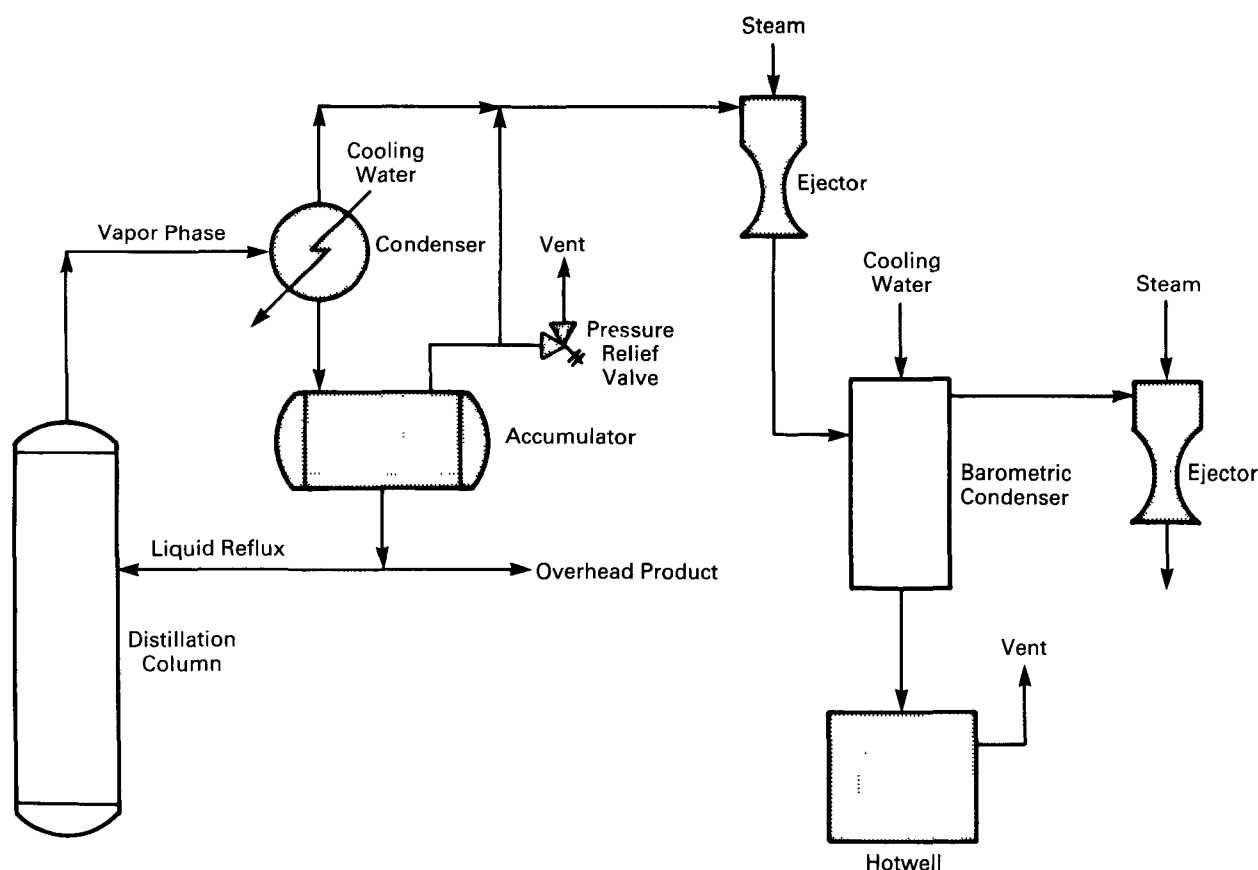 Steam
Cooling
Water
Ejector
Vapor Phase
Condenser
Vent
Cooling
Water
Steam
Pressure
Relief
Valve
Accumulator
Barometric
Condenser
Ejector
Liquid Reflux
Overhead Product
Distillation
Column
Vent
Hotwell